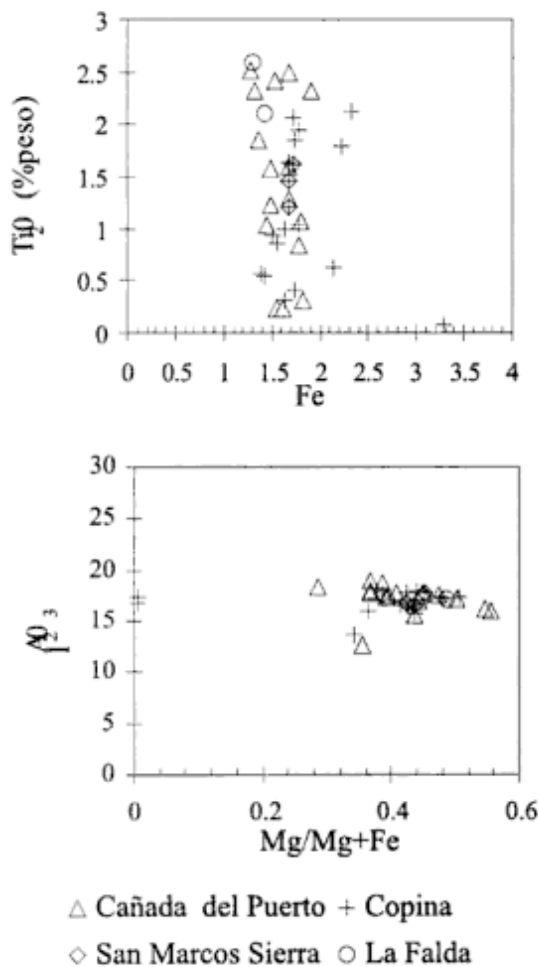 3
2.5
2
1.5
1
0.5
0
Ti20 (%peso)
0 0.5 1 1.5 2 2.5 3 3.5 4
Fe
30
25
20
15
10
5
0
Al203
0 0.2 0.4 0.6
Mg/Mg+Fe
△ Cañada del Puerto + Copina
◇ San Marcos Sierra ○ La Falda